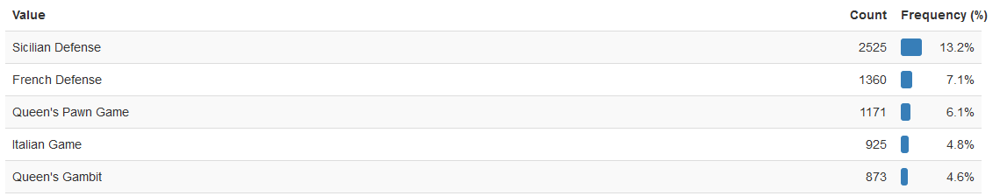 Value Count Frequency (%)
Sicilian Defense 2525 13.2%
French Defense 1360 7.1%
Queen's Pawn Game 1171 6.1%
Italian Game 925 4.8%
Queen's Gambit 873 4.6%